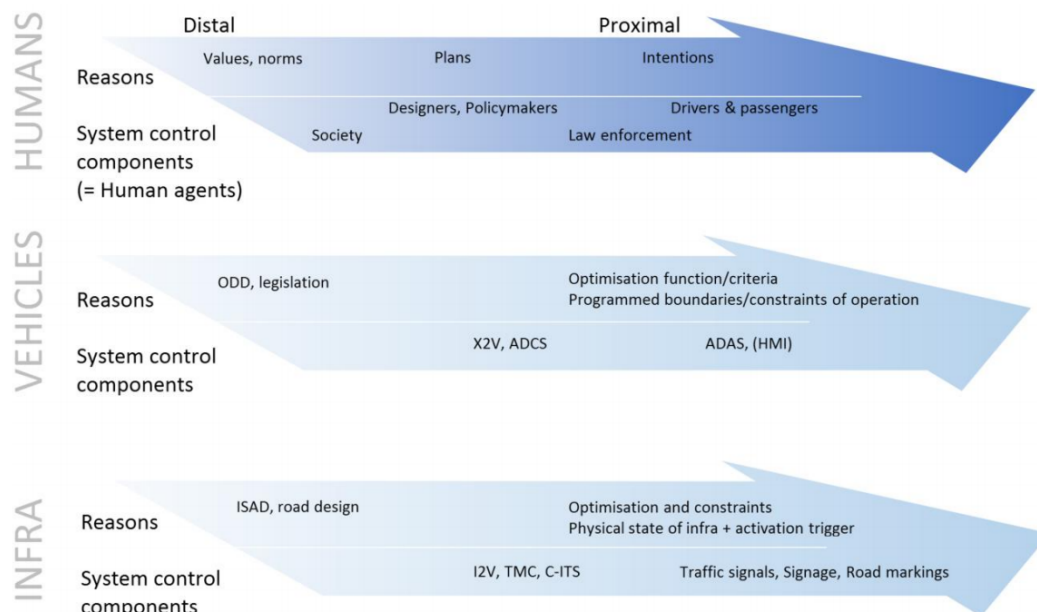 HUMANS
Distal
Proximal
Reasons
Values, norms
Plans
Intentions
System control
components
(= Human agents)
Designers, Policymakers
Drivers & passengers
Society
Law enforcement
VEHICLES
Reasons
ODD, legislation
Optimisation function/criteria
Programmed boundaries/constraints of operation
System control
components
X2V, ADCS
ADAS, (HMI)
INFRA
Reasons
ISAD, road design
Optimisation and constraints
Physical state of infra + activation trigger
System control
components
I2V, TMC, C-ITS
Traffic signals, Signage, Road markings